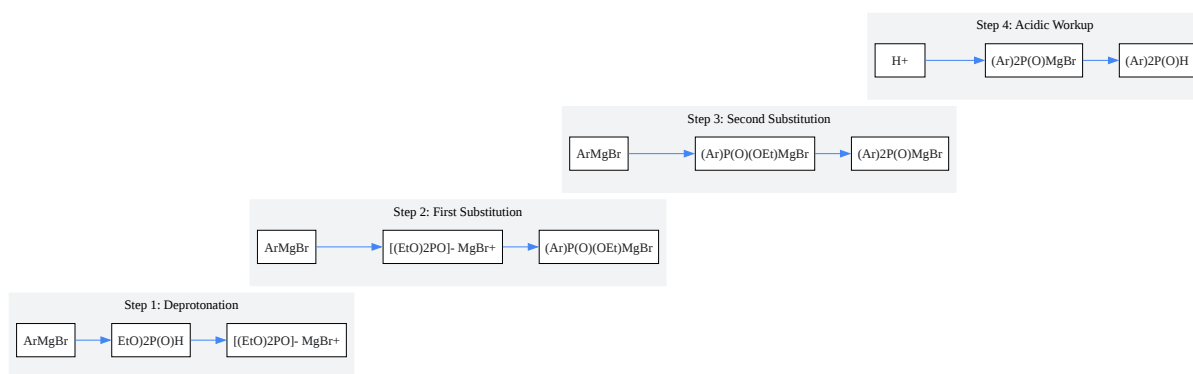 Step 4: Acidic Workup
H+
(Ar)2P(O)MgBr
(Ar)2P(O)H
Step 3: Second Substitution
ArMgBr
(Ar)P(O)(OEt)MgBr
(Ar)2P(O)MgBr
Step 2: First Substitution
ArMgBr
[(EtO)2PO]- MgBr+
(Ar)P(O)(OEt)MgBr
Step 1: Deprotonation
ArMgBr
EtO)2P(O)H
[(EtO)2PO]- MgBr+